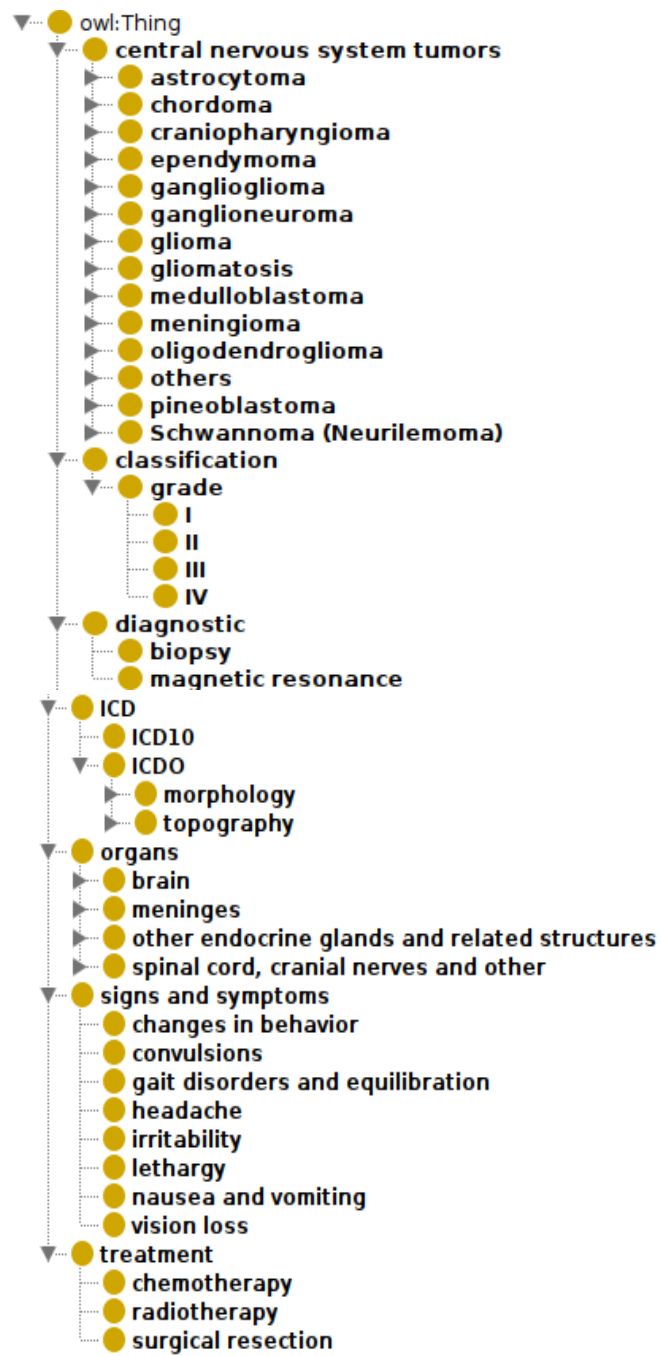 owl:Thing
central nervous system tumors
astrocytoma
chordoma
craniopharyngioma
ependymoma
ganglioglioma
ganglioneuroma
glioma
gliomatosis
medulloblastoma
meningioma
oligodendroglioma
others
pineoblastoma
Schwannoma (Neurilemoma)
classification
grade
I
II
III
IV
diagnostic
biopsy
magnetic resonance
ICD
ICD10
ICDO
morphology
topography
organs
brain
meninges
other endocrine glands and related structures
spinal cord, cranial nerves and other
signs and symptoms
changes in behavior
convulsions
gait disorders and equilibration
headache
irritability
lethargy
nausea and vomiting
vision loss
treatment
chemotherapy
radiotherapy
surgical resection